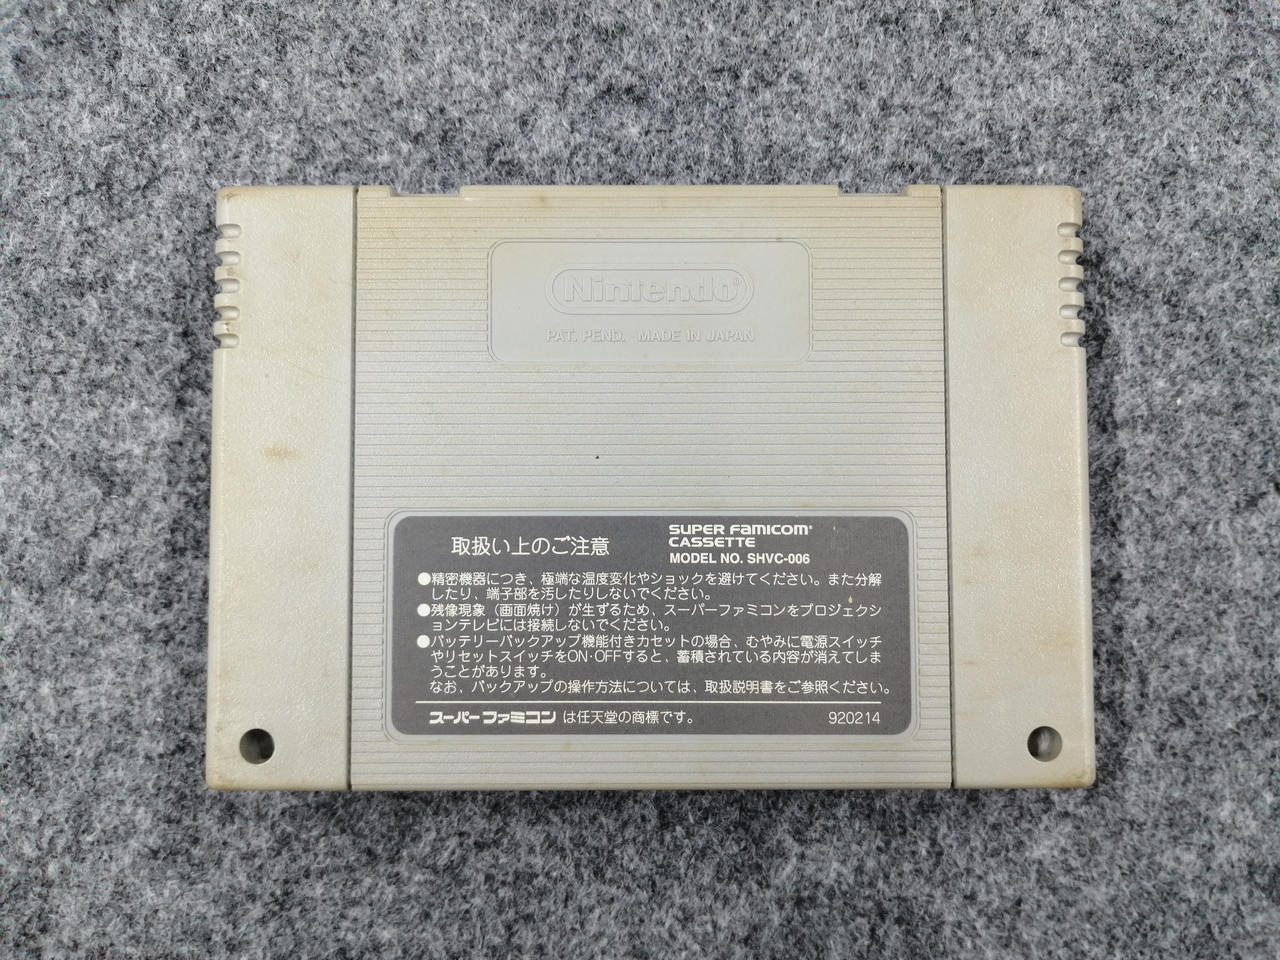 Nintendo®
PAT. PEND. MADE IN JAPAN
取扱い上のご注意
SUPER FAMICOM
CASSETTE
MODEL NO. SHVC-006
●精密機器につき、極端な温度変化やショックを避けてください。また分解
したり、端子部を汚したりしないでください。
●残像現象（画面焼け）が生ずるため、スーパーファミコンをプロジェクシ
ョンテレビには接続しないでください。
●バッテリーバックアップ機能付きカセットの場合、むやみに電源スイッチ
やリセットスイッチをON・OFFすると、蓄積されている内容が消えてしま
うことがあります。
なお、バックアップの操作方法については、取扱説明書をご参照ください。
スーパーファミコン は任天堂の商標です。
920214